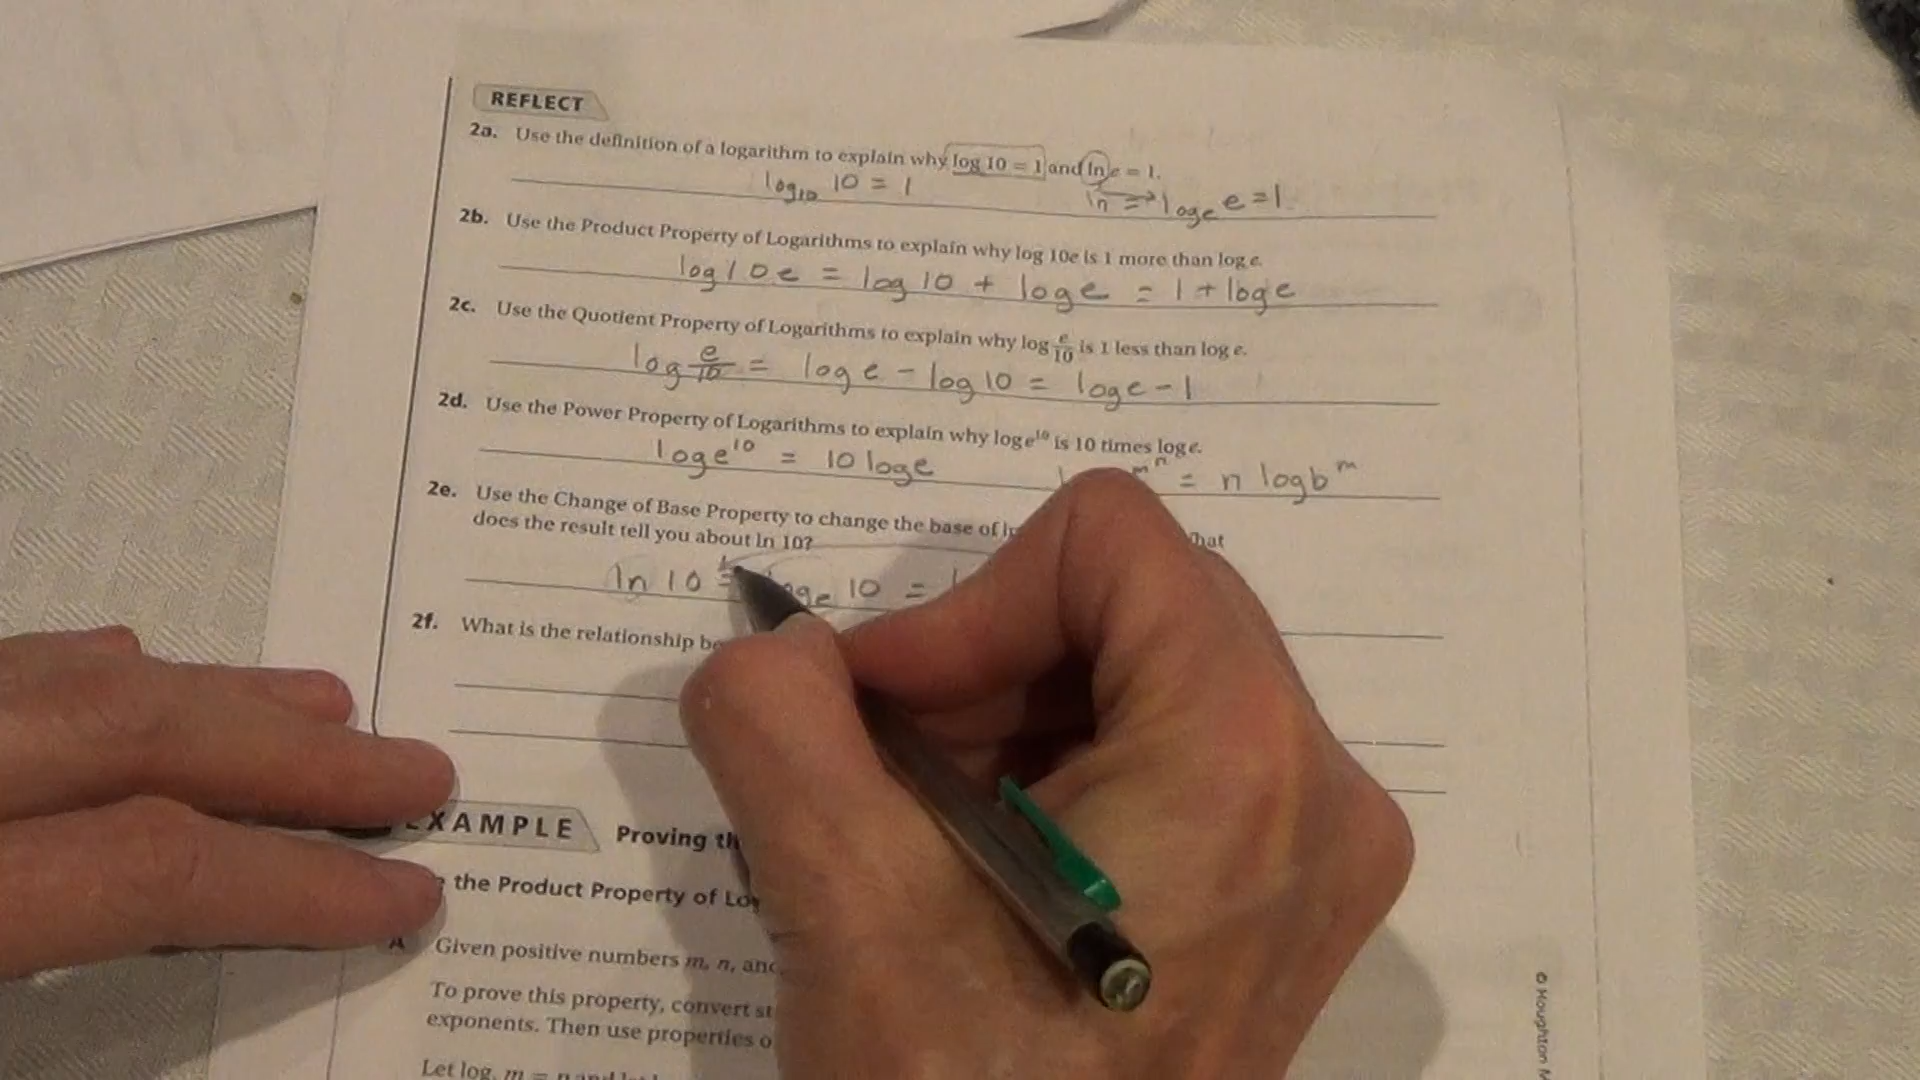 REFLECT
2a. Use the definition of a logarithm to explain why log 10 = 1 and ln e = 1.
log₁₀ 10 = 1 ln ⇒ logₑ e = 1
2b. Use the Product Property of Logarithms to explain why log 10e is 1 more than log e.
log 10e = log 10 + log e = 1 + log e
2c. Use the Quotient Property of Logarithms to explain why log e/10 is 1 less than log e.
log e/10 = log e - log 10 = log e - 1
2d. Use the Power Property of Logarithms to explain why log e¹⁰ is 10 times log e.
log e¹⁰ = 10 log e mⁿ = n log b ᵐ
2e. Use the Change of Base Property to change the base of
does the result tell you about ln 10?
ln 10 = logₑ 10 =
2f. What is the relationship
EXAMPLE Proving
the Product Property of
A Given positive numbers m, n,
To prove this property, convert
exponents. Then use properties
Let log m =
© Houghton